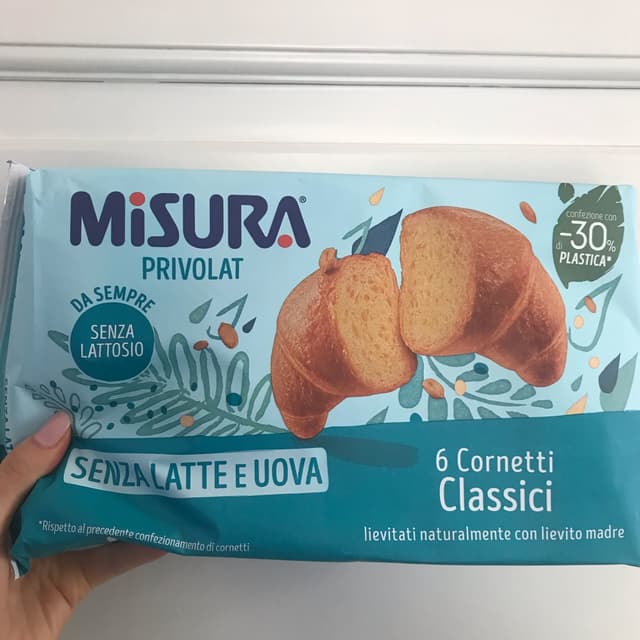 MiSURA®
PRIVOLAT
DA SEMPRE
SENZA
LATTOSIO
confezione con
-30%
di PLASTICA*
SENZA LATTE E UOVA
6 Cornetti
Classici
lievitati naturalmente con lievito madre
*Rispetto al precedente confezionamento di cornetti